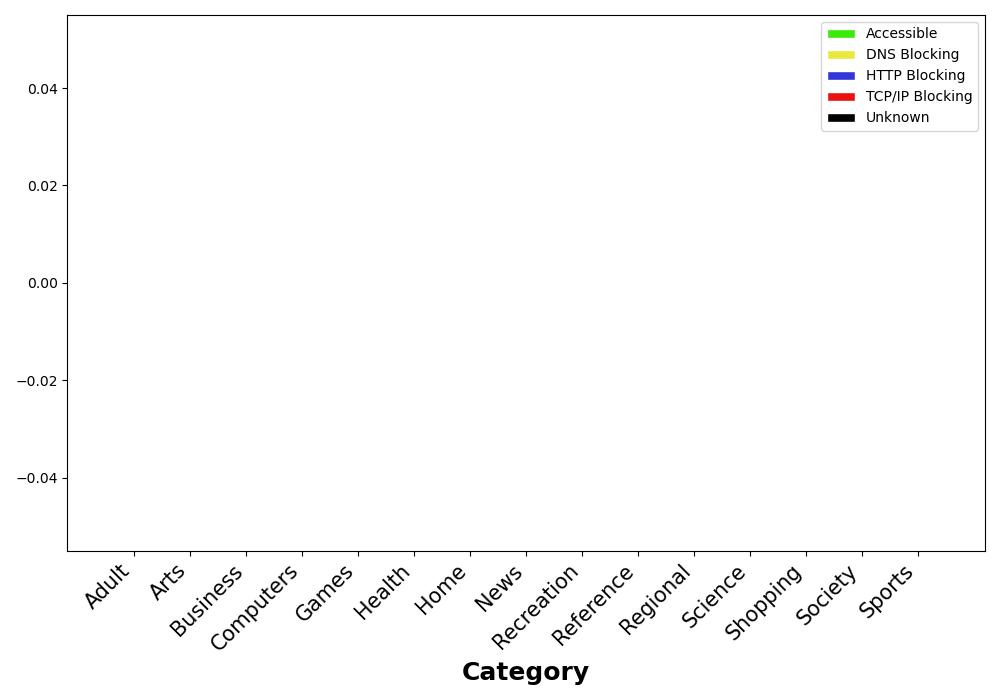 Accessible
DNS Blocking
HTTP Blocking
TCP/IP Blocking
Unknown
0.04
0.02
0.00
−0.02
−0.04
Adult
Arts
Business
Computers
Games
Health
Home
News
Recreation
Reference
Regional
Science
Shopping
Society
Sports
Category